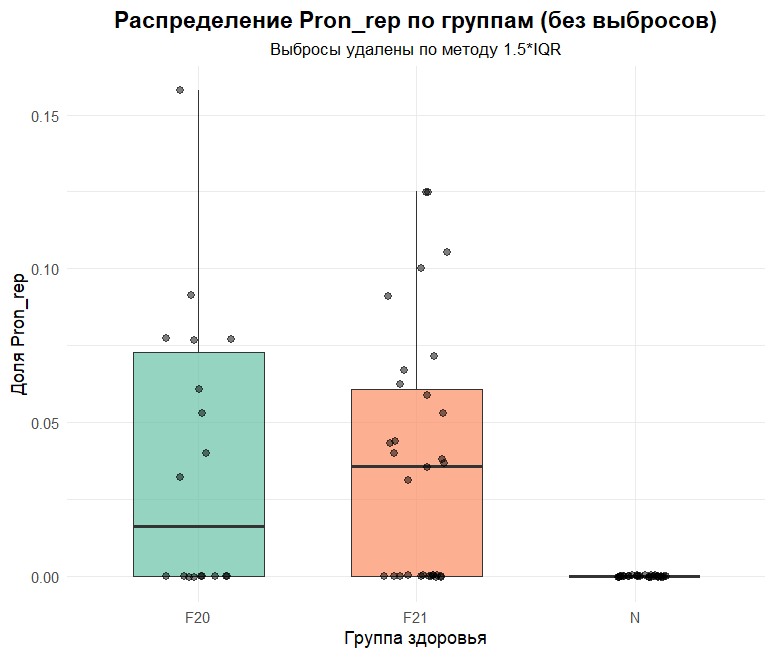 Распределение Pron_rep по группам (без выбросов)
Выбросы удалены по методу 1.5*IQR
Доля Pron_rep
0.15
0.10
0.05
0.00
F20 F21 N
Группа здоровья